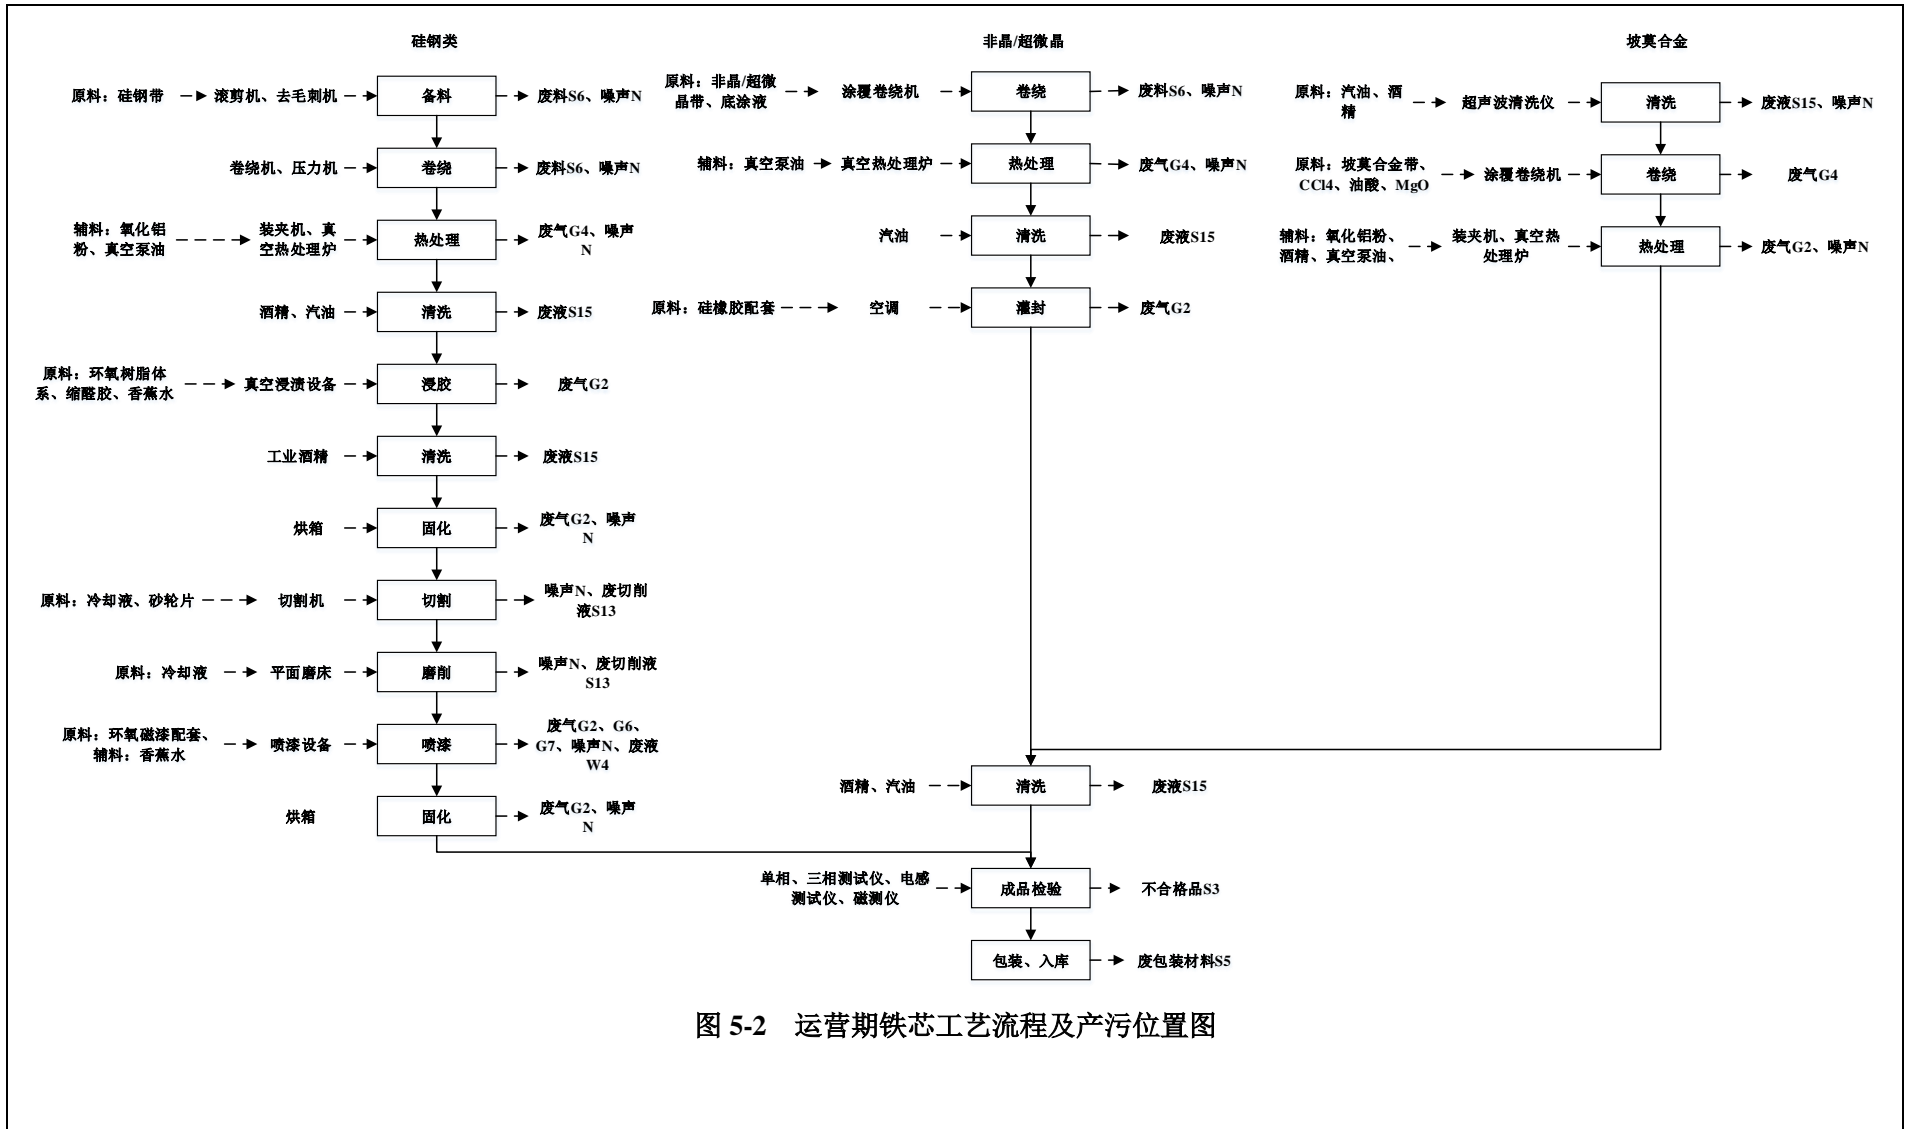 硅钢类
原料：硅钢带
滚剪机、去毛刺机
备料
废料S6、噪声N
卷绕机、压力机
卷绕
废料S6、噪声N
辅料：氧化铝
粉、真空泵油
装夹机、真
空热处理炉
热处理
废气G4、噪声
N
酒精、汽油
清洗
废液S15
原料：环氧树脂体
系、缩醛胶、香蕉水
真空浸渍设备
浸胶
废气G2
工业酒精
清洗
废液S15
烘箱
固化
废气G2、噪声
N
原料：冷却液、砂轮片
切割机
切割
噪声N、废切削
液S13
原料：冷却液
平面磨床
磨削
噪声N、废切削液
S13
原料：环氧磁漆配套、
辅料：香蕉水
喷漆设备
喷漆
废气G2、G6、
G7、噪声N、废液
W4
烘箱
固化
废气G2、噪声
N
非晶/超微晶
原料：非晶/超微
晶带、底涂液
涂覆卷绕机
卷绕
废料S6、噪声N
辅料：真空泵油
真空热处理炉
热处理
废气G4、噪声N
汽油
清洗
废液S15
原料：硅橡胶配套
空调
灌封
废气G2
坡莫合金
原料：汽油、酒
精
超声波清洗仪
清洗
废液S15、噪声N
原料：坡莫合金带、
CCl4、油酸、MgO
涂覆卷绕机
卷绕
废气G4
辅料：氧化铝粉、
酒精、真空泵油、
装夹机、真空热
处理炉
热处理
废气G2、噪声N
酒精、汽油
清洗
废液S15
单相、三相测试仪、电感
测试仪、磁测仪
成品检验
不合格品S3
包装、入库
废包装材料S5
图 5-2 运营期铁芯工艺流程及产污位置图